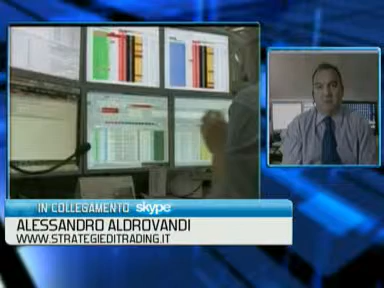 IN COLLEGAMENTO skype
ALESSANDRO ALDROVANDI
WWW.STRATEGIEDITRADING.IT